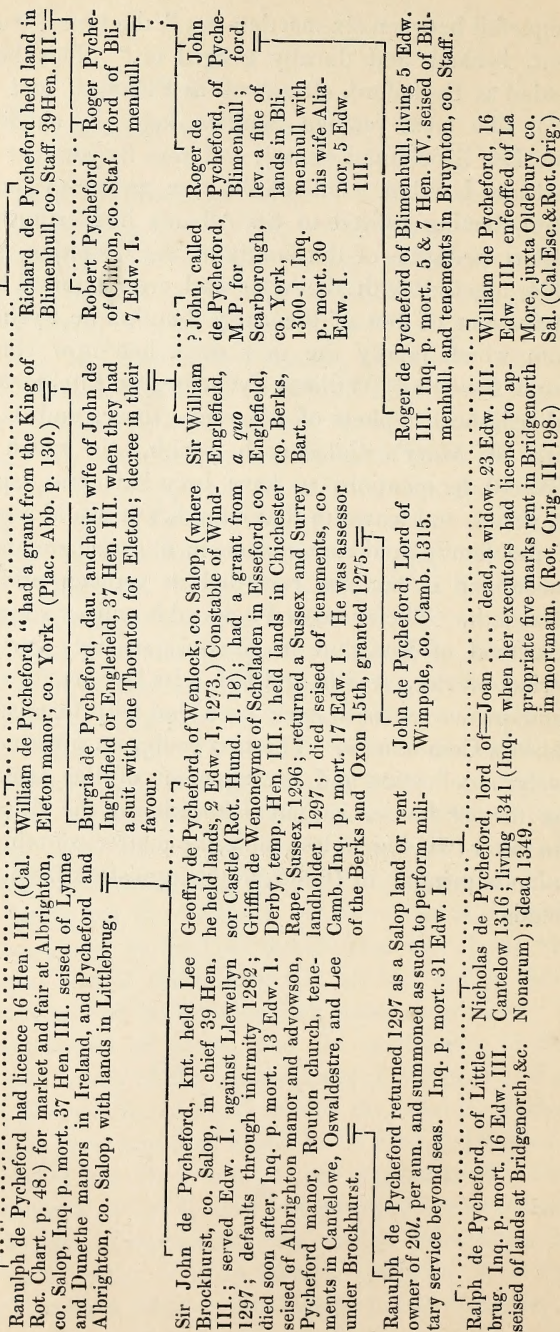 Ranulph de Pycheford had licence 16 Hen. III. (Cal.
Rot. Chart. p. 48.) for market and fair at Albrighton,
co. Salop, Inq. p. mort. 37 Hen. III. seised of Lynne
and Dunethe manors in Ireland, and Pycheford and
Albrighton, co. Salop, with lands in Littlebrug,
William de Pycheford “ had a grant from the King of
Eleton manor, co. York. (Plac. Abb. p. 130.)
Burgia de Pycheford, dau. and heir, wife of John de
Inghelfield or Englefield, 37 Hen. III. when they had
a suit with one Thornton for Eleton; decree in their
favour.
Richard de Pycheford held land in
Blimenhull, co. Staff. 39 Hen. III.
Robert Pycheford,
of Clifton, co. Staf.
7 Edw. I.
Roger Pyche-
ford of Bli-
menhull.
Sir John de Pycheford, knt. held Lee
Brockhurst, co. Salop, in chief 39 Hen.
III.; served Edw. I. against Llewellyn
1297; defaults through infirmity 1282;
died soon after, Inq. p. mort. 13 Edw. I.
seised of Albrighton manor and advowson,
Pycheford manor, Routon church, tene-
ments in Cantelowe, Oswaldestre, and Lee
under Brockhurst.
Geoffry de Pycheford, of Wenlock, co. Salop, (where
he held lands, 2 Edw. I, 1273.) Constable of Wind-
sor Castle (Rot. Hund. I. 18); had a grant from
Griffin de Wenoneyme of Scheladen in Esseford, co,
Derby, temp. Hen. III.; held lands in Chichester
Rape, Sussex, 1296; returned a Sussex and Surrey
landholder 1297; died seised of tenements, co.
Camb. Inq. p. mort. 17 Edw. I. He was assessor
of the Berks and Oxon 15th, granted 1275.
Sir William
Englefield,
a quo
Englefield,
co. Berks,
Bart.
? John, called
de Pycheford,
M.P. for
Scarborough,
co. York,
1300-1. Inq.
p. mort. 30
Edw. I.
Roger de
Pycheford, of
Blimenhull;
lev. a fine of
lands in Bli-
menhull with
his wife Alia-
nor, 5 Edw.
III.
John
Pyche-
ford.
Ranulph de Pycheford returned 1297 as a Salop land or rent
owner of 20l. per ann. and summoned as such to perform mili-
tary service beyond seas. Inq. p. mort. 31 Edw. I.
John de Pycheford, Lord of
Wimpole, co. Camb. 1315.
Roger de Pycheford of Blimenhull, living 5 Edw.
III. Inq. p. mort. 5 & 7 Hen. IV. seised of Bli-
menhull, and tenements in Bruynton, co. Staff.
Ralph de Pycheford, of Little-
brug. Inq. p. mort. 16 Edw. III.
seised of lands at Bridgenorth, &c.
Nicholas de Pycheford, lord of
Cantelow 1316; living 1341 (Inq.
Nonarum); dead 1349.
Joan ...., dead, a widow, 23 Edw. III.
when her executors had licence to ap-
propriate five marks rent in Bridgenorth
in mortmain. (Rot. Orig. II. 198.)
William de Pycheford, 16
Edw. III. enfeoffed of La
More, juxta Oldebury. co.
Sal. (Cal. Esc. & Rot. Orig.)